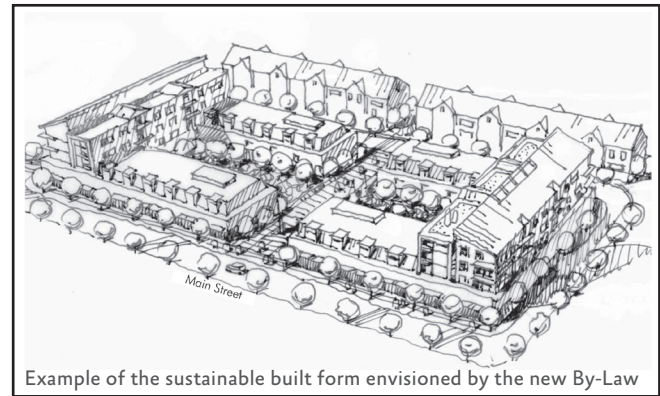 Main Street
Example of the sustainable built form envisioned by the new By-Law